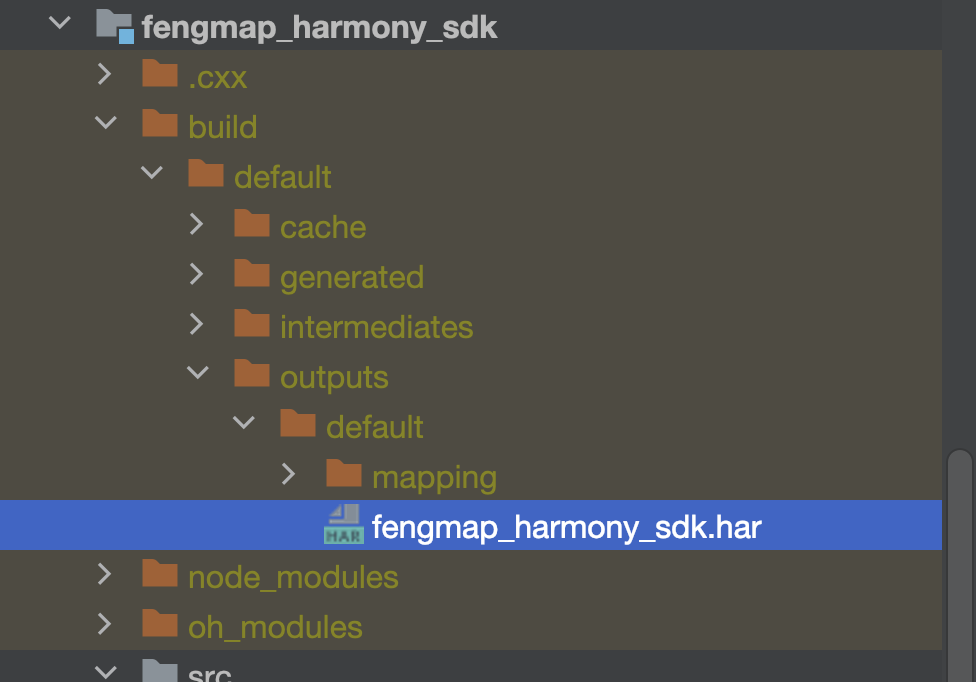 fengmap_harmony_sdk
.cxx
build
default
cache
generated
intermediates
outputs
default
mapping
HAR fengmap_harmony_sdk.har
node_modules
oh_modules
src